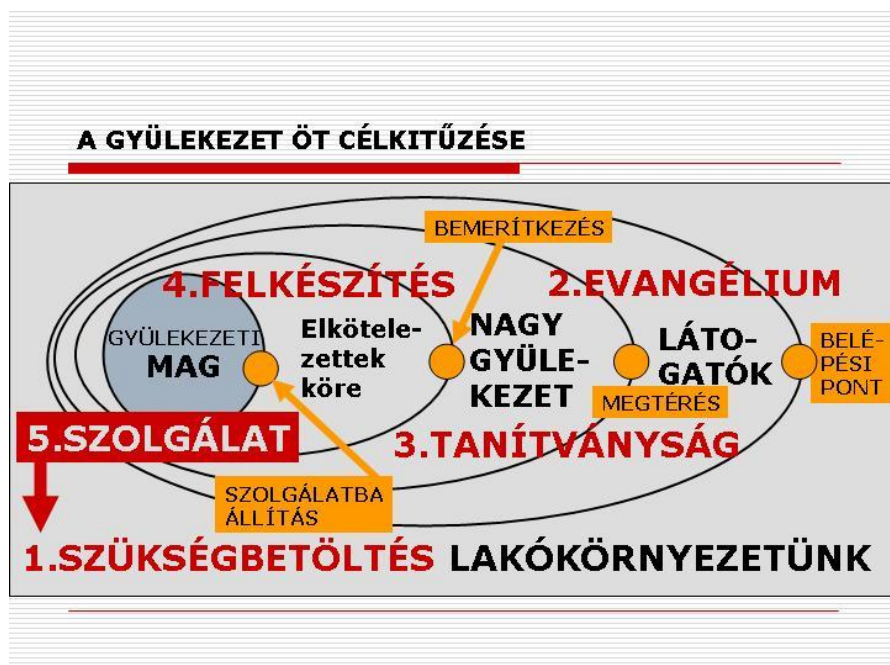 A GYÜLEKEZET ÖT CÉLKITŰZÉSE
BEMERÍTKEZÉS
4.FELKÉSZÍTÉS
2.EVANGÉLIUM
GYÜLEKEZETI
MAG
Elkötele-
zettek
köre
NAGY
GYÜLE-
KEZET
LÁTO-
GATÓK
BELÉ-
PÉSI
PONT
MEGTÉRÉS
5.SZOLGÁLAT
3.TANÍTVÁNYSÁG
SZOLGÁLATBA
ÁLLÍTÁS
1.SZÜKSÉGBETÖLTÉS LAKÓKÖRNYEZETÜNK